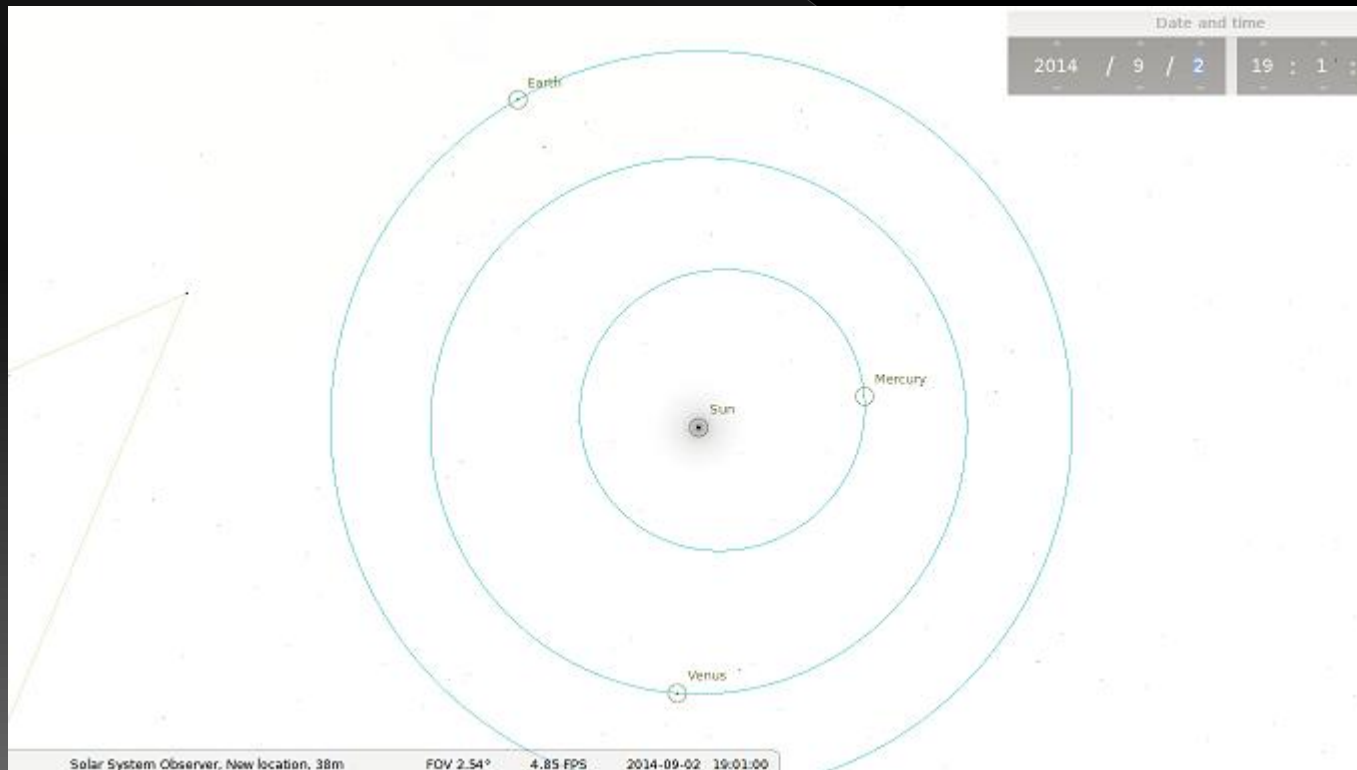 Date and time
2014 / 9 / 2 19 : 1 :
Earth
Mercury
Sun
Venus
Solar System Observer, New location, 38m FOV 2.54° 4.85 FPS 2014-09-02 19:01:00